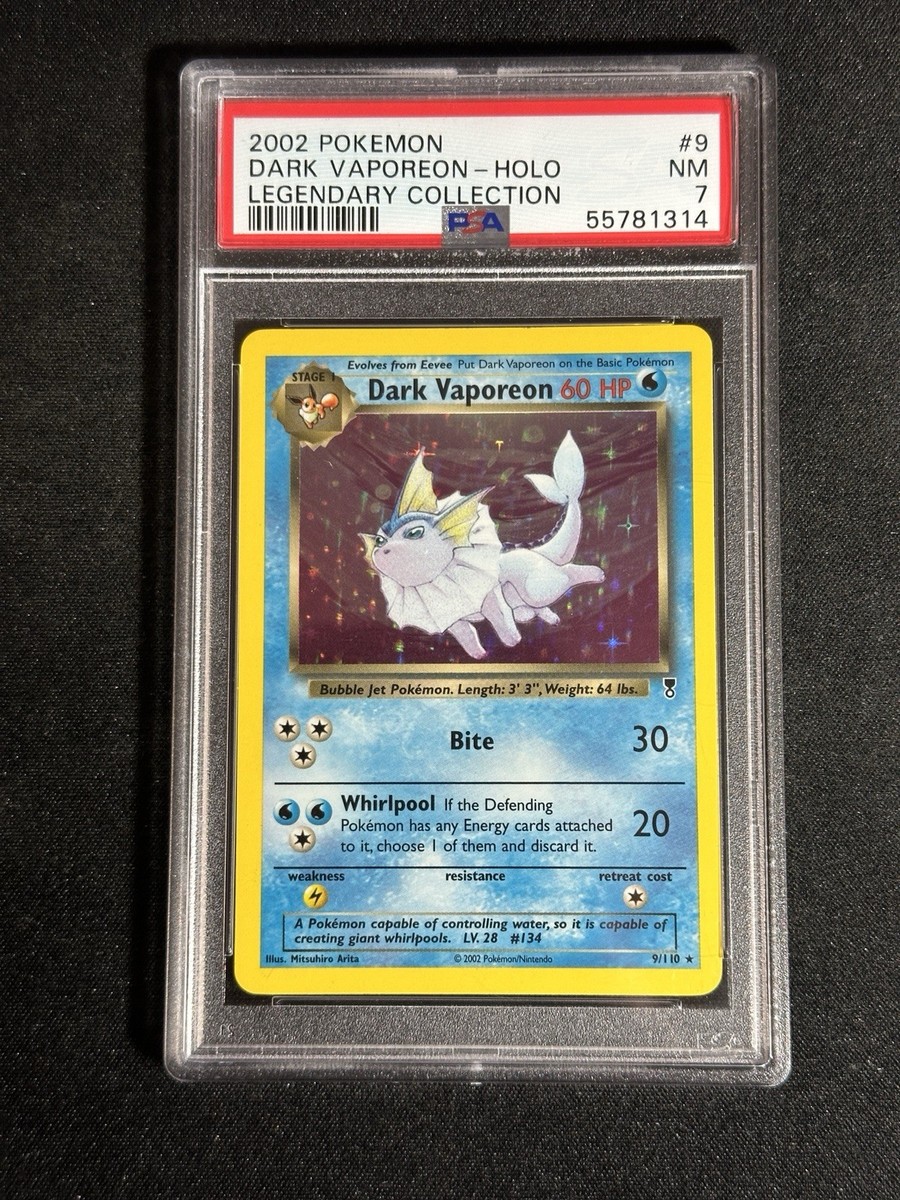 2002 POKEMON #9
DARK VAPOREON - HOLO NM
LEGENDARY COLLECTION 7
PSA 55781314
Evolves from Eevee Put Dark Vaporeon on the Basic Pokémon
STAGE 1
Dark Vaporeon 60 HP
Bubble Jet Pokémon. Length: 3' 3", Weight: 64 lbs.
Bite 30
Whirlpool If the Defending
Pokémon has any Energy cards attached
to it, choose 1 of them and discard it.
20
weakness resistance retreat cost
A Pokémon capable of controlling water, so it is capable of
creating giant whirlpools. LV. 28 #134
Illus. Mitsuhiro Arita © 2002 Pokémon/Nintendo 9/110 ★